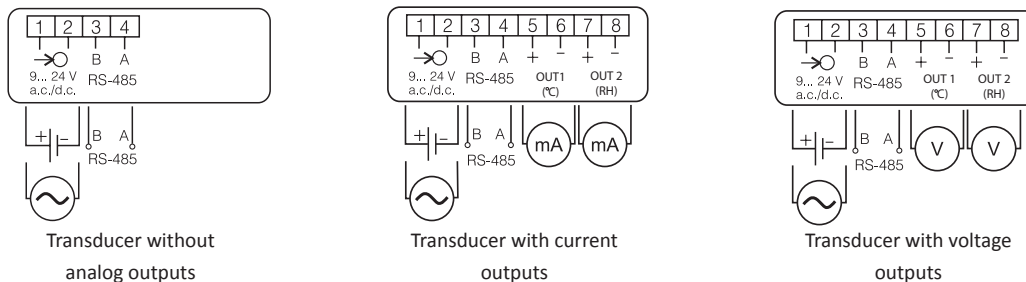 1 2 3 4
B A
9... 24 V RS-485
a.c./d.c.
+ - B A
RS-485
Transducer without
analog outputs
1 2 3 4 5 6 7 8
B A + - + -
9... 24 V RS-485 OUT1 OUT 2
a.c./d.c. (℃) (RH)
+ - B A mA mA
RS-485
Transducer with current
outputs
1 2 3 4 5 6 7 8
B A + - + -
9... 24 V RS-485 OUT 1 OUT 2
a.c./d.c. (℃) (RH)
+ - B A V V
RS-485
Transducer with voltage
outputs